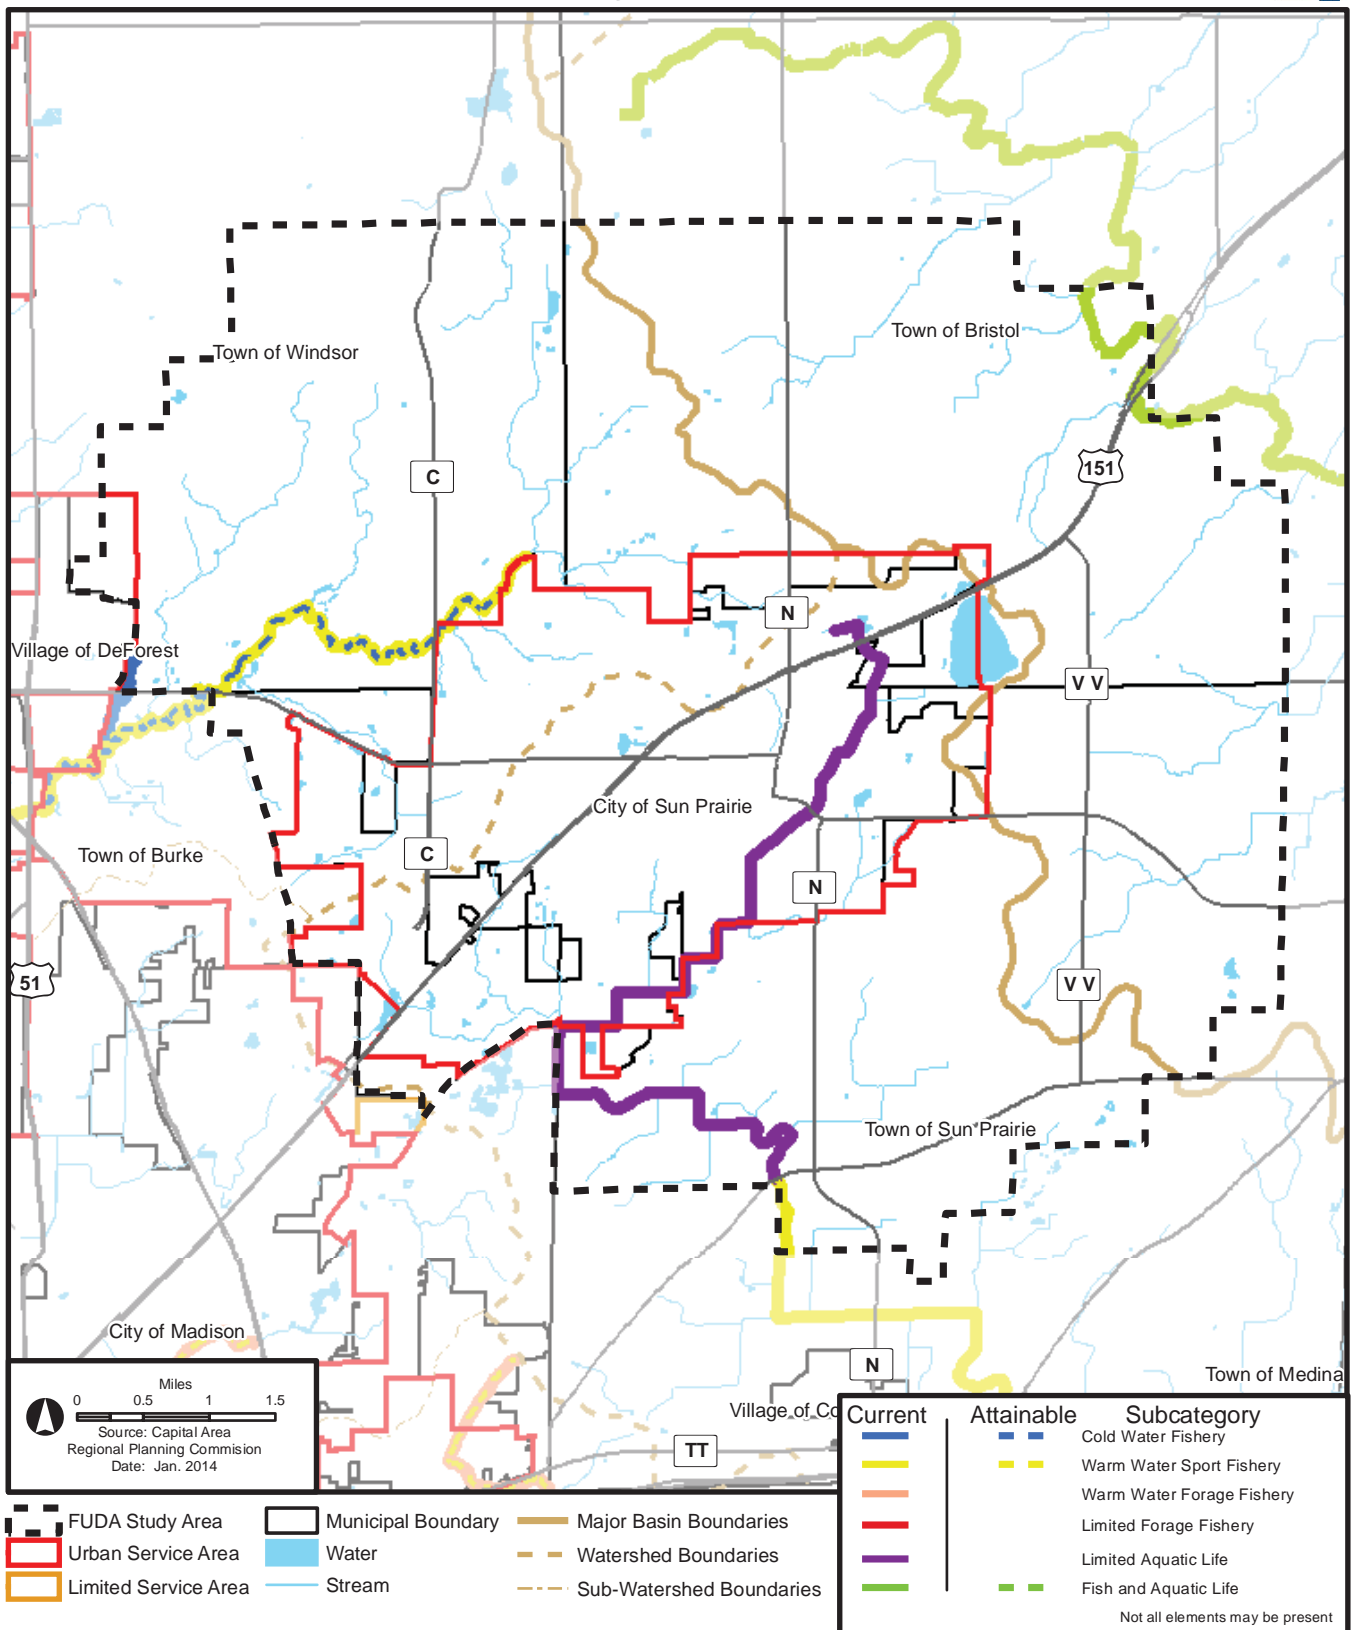 Town of Bristol
Town of Windsor
151
C
N
Village of DeForest
V V
City of Sun Prairie
Town of Burke
C
N
51
V V
Town of Sun Prairie
City of Madison
N
Town of Medina
Village of Co
TT
Miles
0 0.5 1 1.5
Source: Capital Area
Regional Planning Commision
Date: Jan. 2014
Current Attainable Subcategory
Cold Water Fishery
Warm Water Sport Fishery
Warm Water Forage Fishery
Limited Forage Fishery
Limited Aquatic Life
Fish and Aquatic Life
Not all elements may be present
FUDA Study Area Municipal Boundary Major Basin Boundaries
Urban Service Area Water Watershed Boundaries
Limited Service Area Stream Sub-Watershed Boundaries